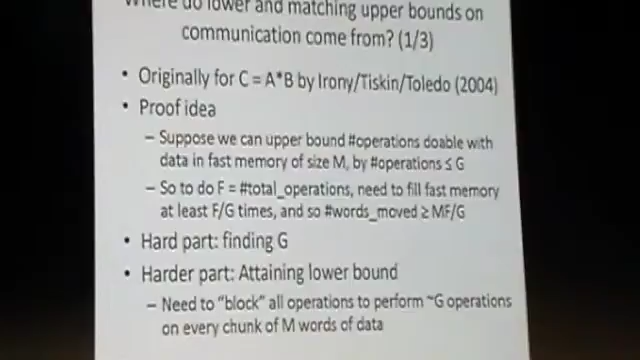 Where do lower and matching upper bounds on
communication come from? (1/3)
• Originally for C = A*B by Irony/Tiskin/Toledo (2004)
• Proof idea
– Suppose we can upper bound #operations doable with
data in fast memory of size M, by #operations ≤ G
– So to do F = #total_operations, need to fill fast memory
at least F/G times, and so #words_moved ≥ MF/G
• Hard part: finding G
• Harder part: Attaining lower bound
– Need to "block" all operations to perform ~G operations
on every chunk of M words of data